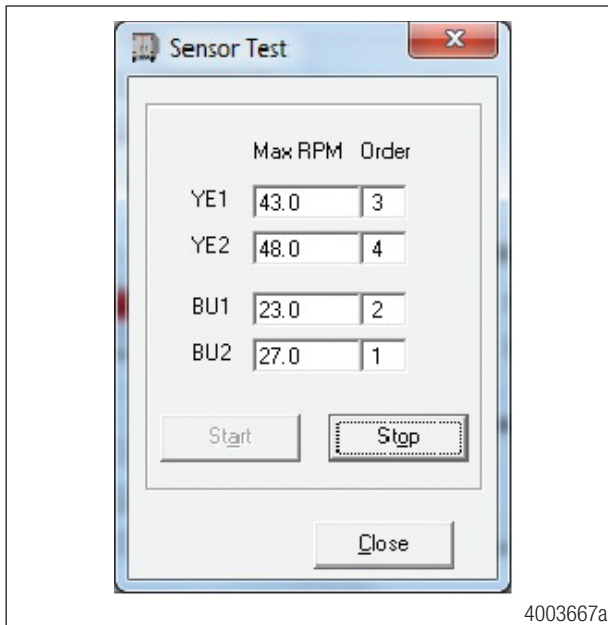 Sensor Test
Max RPM Order
YE1 43.0 3
YE2 48.0 4
BU1 23.0 2
BU2 27.0 1
Start Stop
Close
4003667a